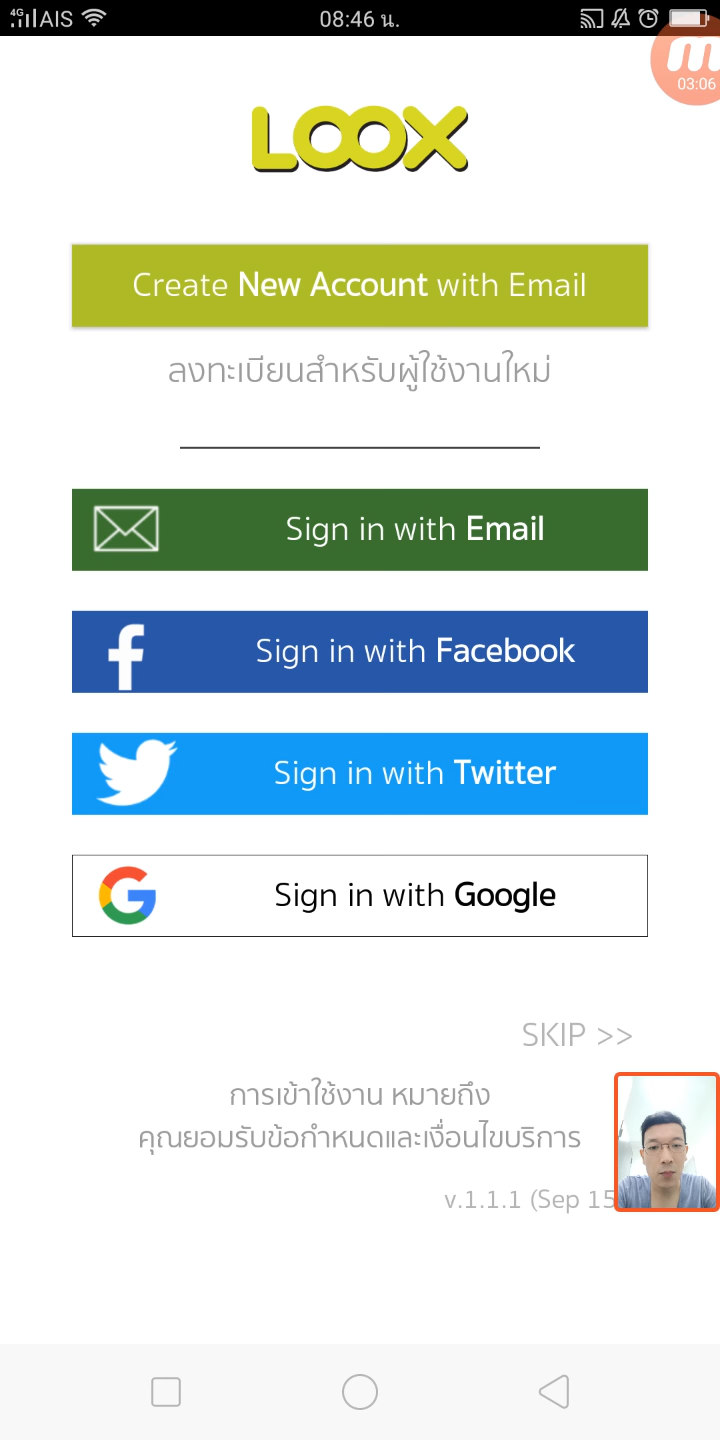 4G AIS 08:46 น.
03:06
LOOX
Create New Account with Email
ลงทะเบียนสำหรับผู้ใช้งานใหม่
Sign in with Email
Sign in with Facebook
Sign in with Twitter
Sign in with Google
SKIP >>
การเข้าใช้งาน หมายถึง
คุณยอมรับข้อกำหนดและเงื่อนไขบริการ
v.1.1.1 (Sep 15